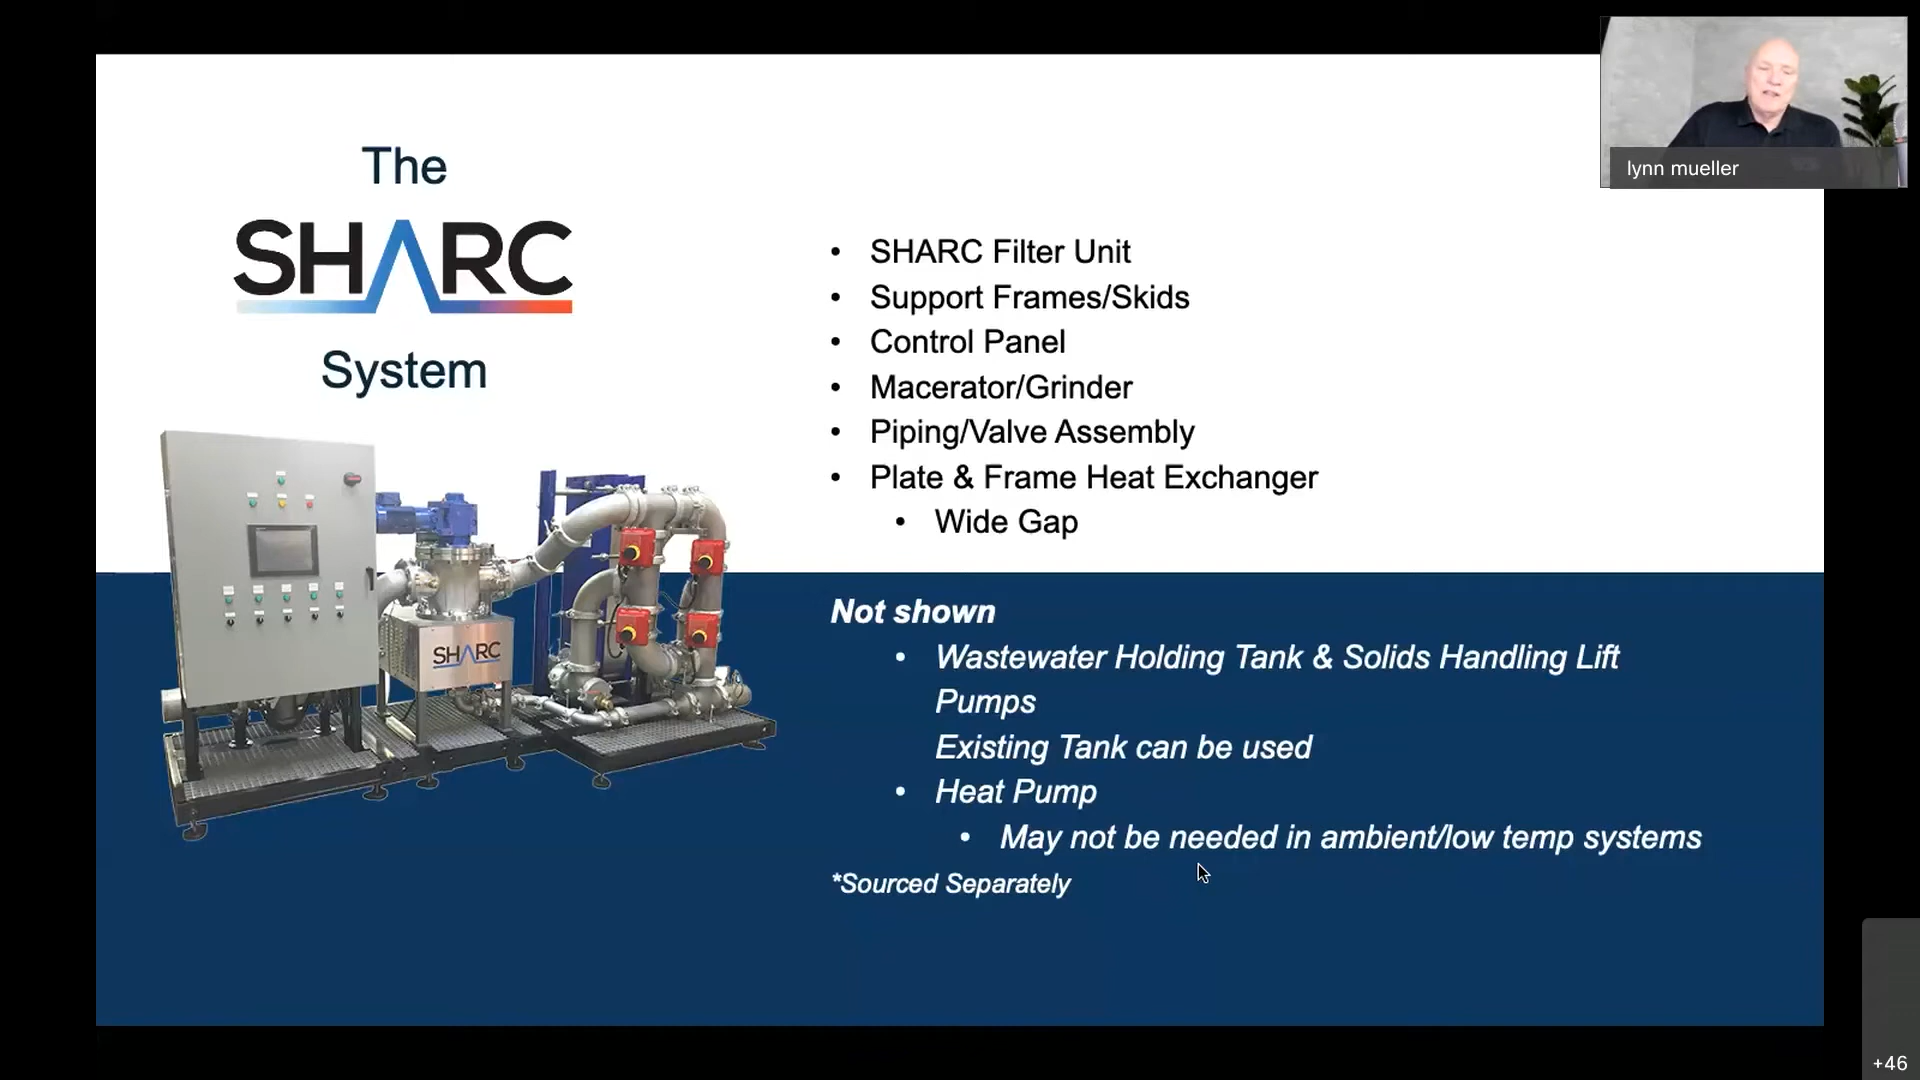 The
SHARC
System
SHARC
• SHARC Filter Unit
• Support Frames/Skids
• Control Panel
• Macerator/Grinder
• Piping/Valve Assembly
• Plate & Frame Heat Exchanger
• Wide Gap
Not shown
• Wastewater Holding Tank & Solids Handling Lift
Pumps
Existing Tank can be used
• Heat Pump
• May not be needed in ambient/low temp systems
*Sourced Separately
lynn mueller
+46